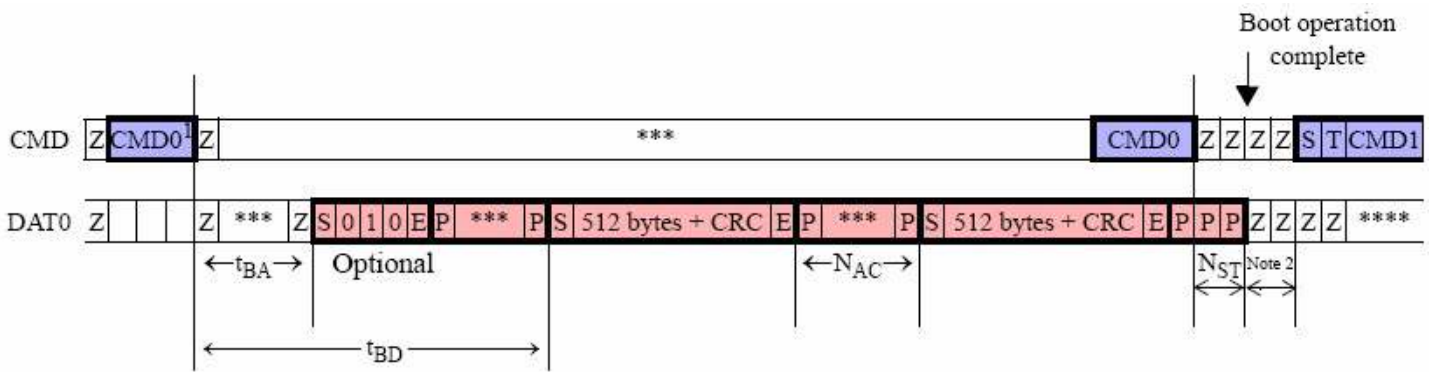 Boot operation
complete
CMD Z CMD0¹ Z *** CMD0 Z Z Z Z S T CMD1
DAT0 Z Z *** Z S 0 1 0 E P *** P S 512 bytes + CRC E P *** P S 512 bytes + CRC E P P P Z Z Z Z ****
tBA Optional NAC NST Note 2
tBD